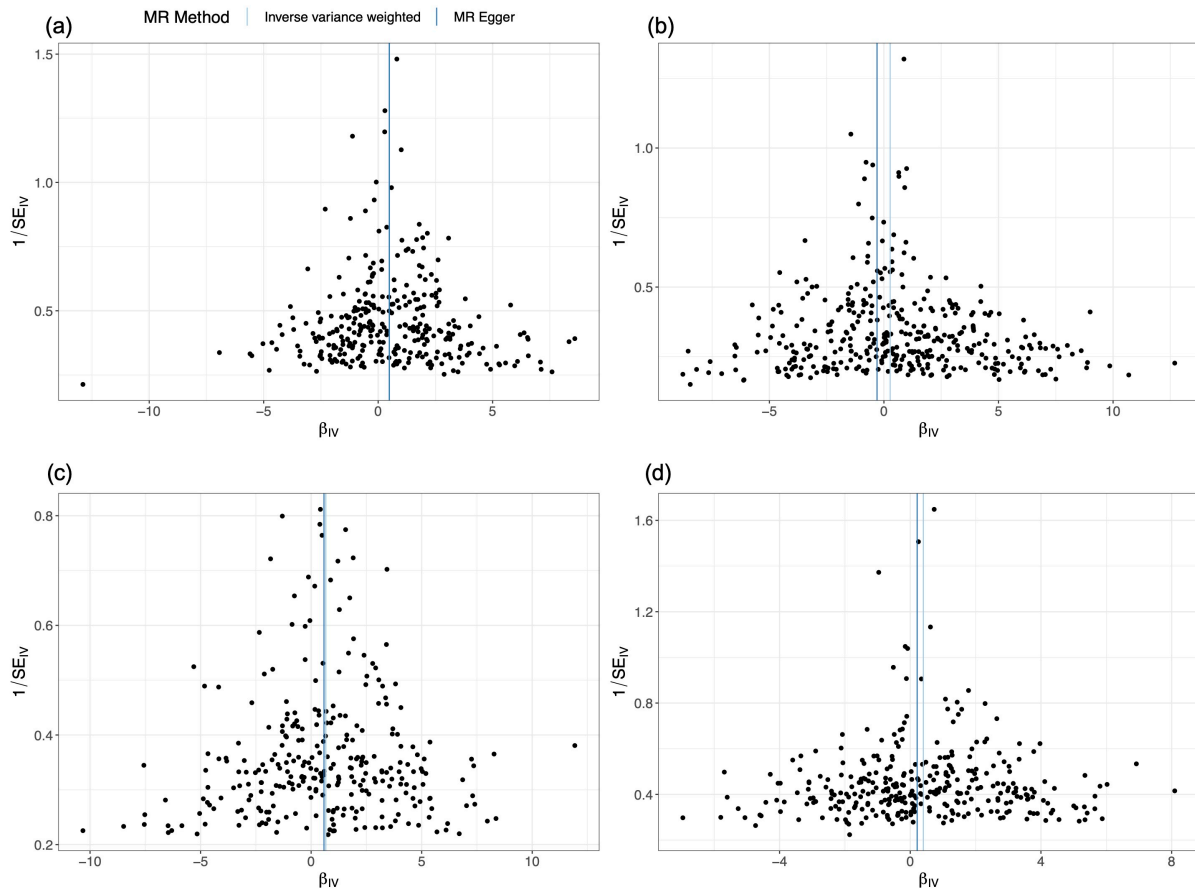 (a) MR Method Inverse variance weighted MR Egger (b)
1.5
1.0
0.5
1/SE_IV
−10 −5 0 5
β_IV
1.0
0.5
1/SE_IV
−5 0 5 10
β_IV
(c) (d)
0.8
0.6
0.4
0.2
1/SE_IV
−10 −5 0 5 10
β_IV
1.6
1.2
0.8
0.4
1/SE_IV
−4 0 4 8
β_IV